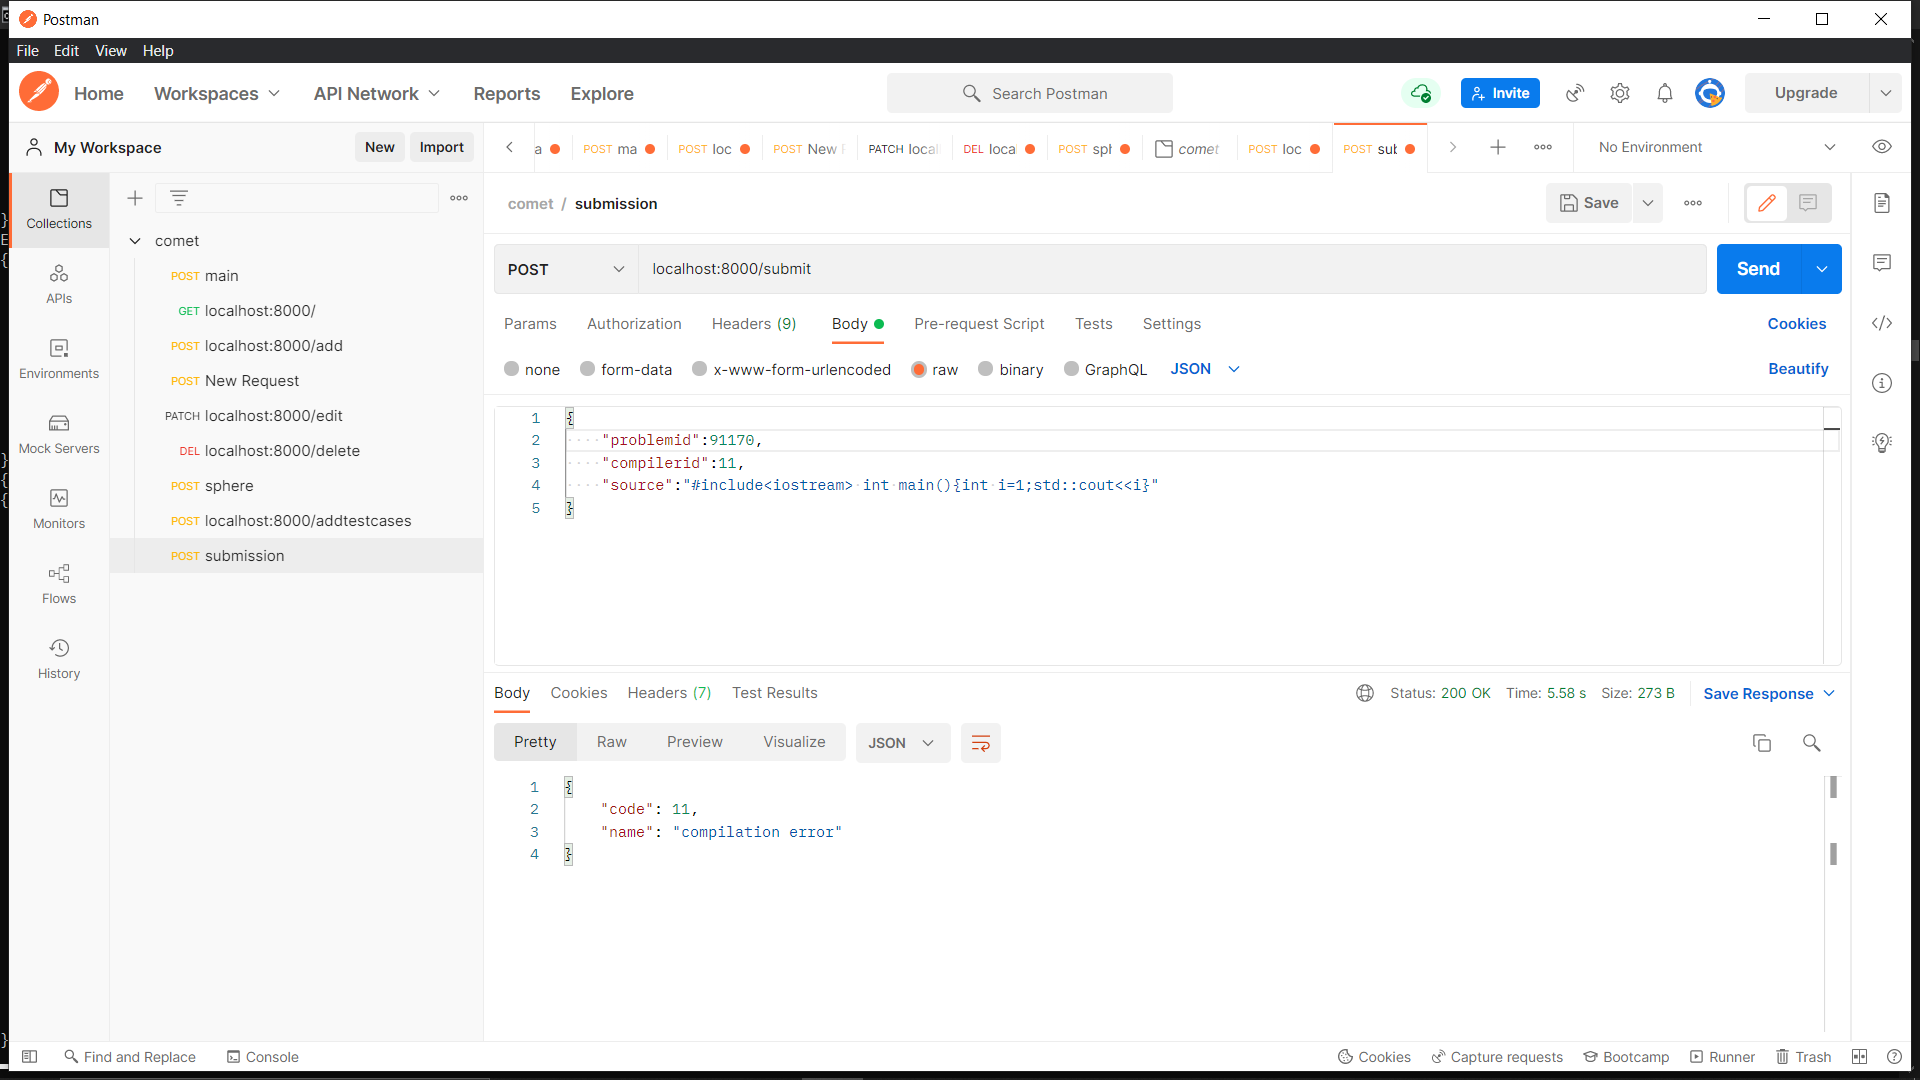 Postman
File Edit View Help
Home Workspaces API Network Reports Explore Search Postman Invite Upgrade
My Workspace New Import
a POST ma POST loc POST New PATCH local DEL local POST sph comet POST loc POST sub No Environment
Collections
APIs
Environments
Mock Servers
Monitors
Flows
History
comet
POST main
GET localhost:8000/
POST localhost:8000/add
POST New Request
PATCH localhost:8000/edit
DEL localhost:8000/delete
POST sphere
POST localhost:8000/addtestcases
POST submission
comet / submission Save
POST localhost:8000/submit Send
Params Authorization Headers (9) Body Pre-request Script Tests Settings Cookies
none form-data x-www-form-urlencoded raw binary GraphQL JSON Beautify
1 {
2 "problemid":91170,
3 "compilerid":11,
4 "source":"#include<iostream> int main(){int i=1;std::cout<<i}"
5 }
Body Cookies Headers (7) Test Results Status: 200 OK Time: 5.58 s Size: 273 B Save Response
Pretty Raw Preview Visualize JSON
1 {
2 "code": 11,
3 "name": "compilation error"
4 }
Find and Replace Console Cookies Capture requests Bootcamp Runner Trash